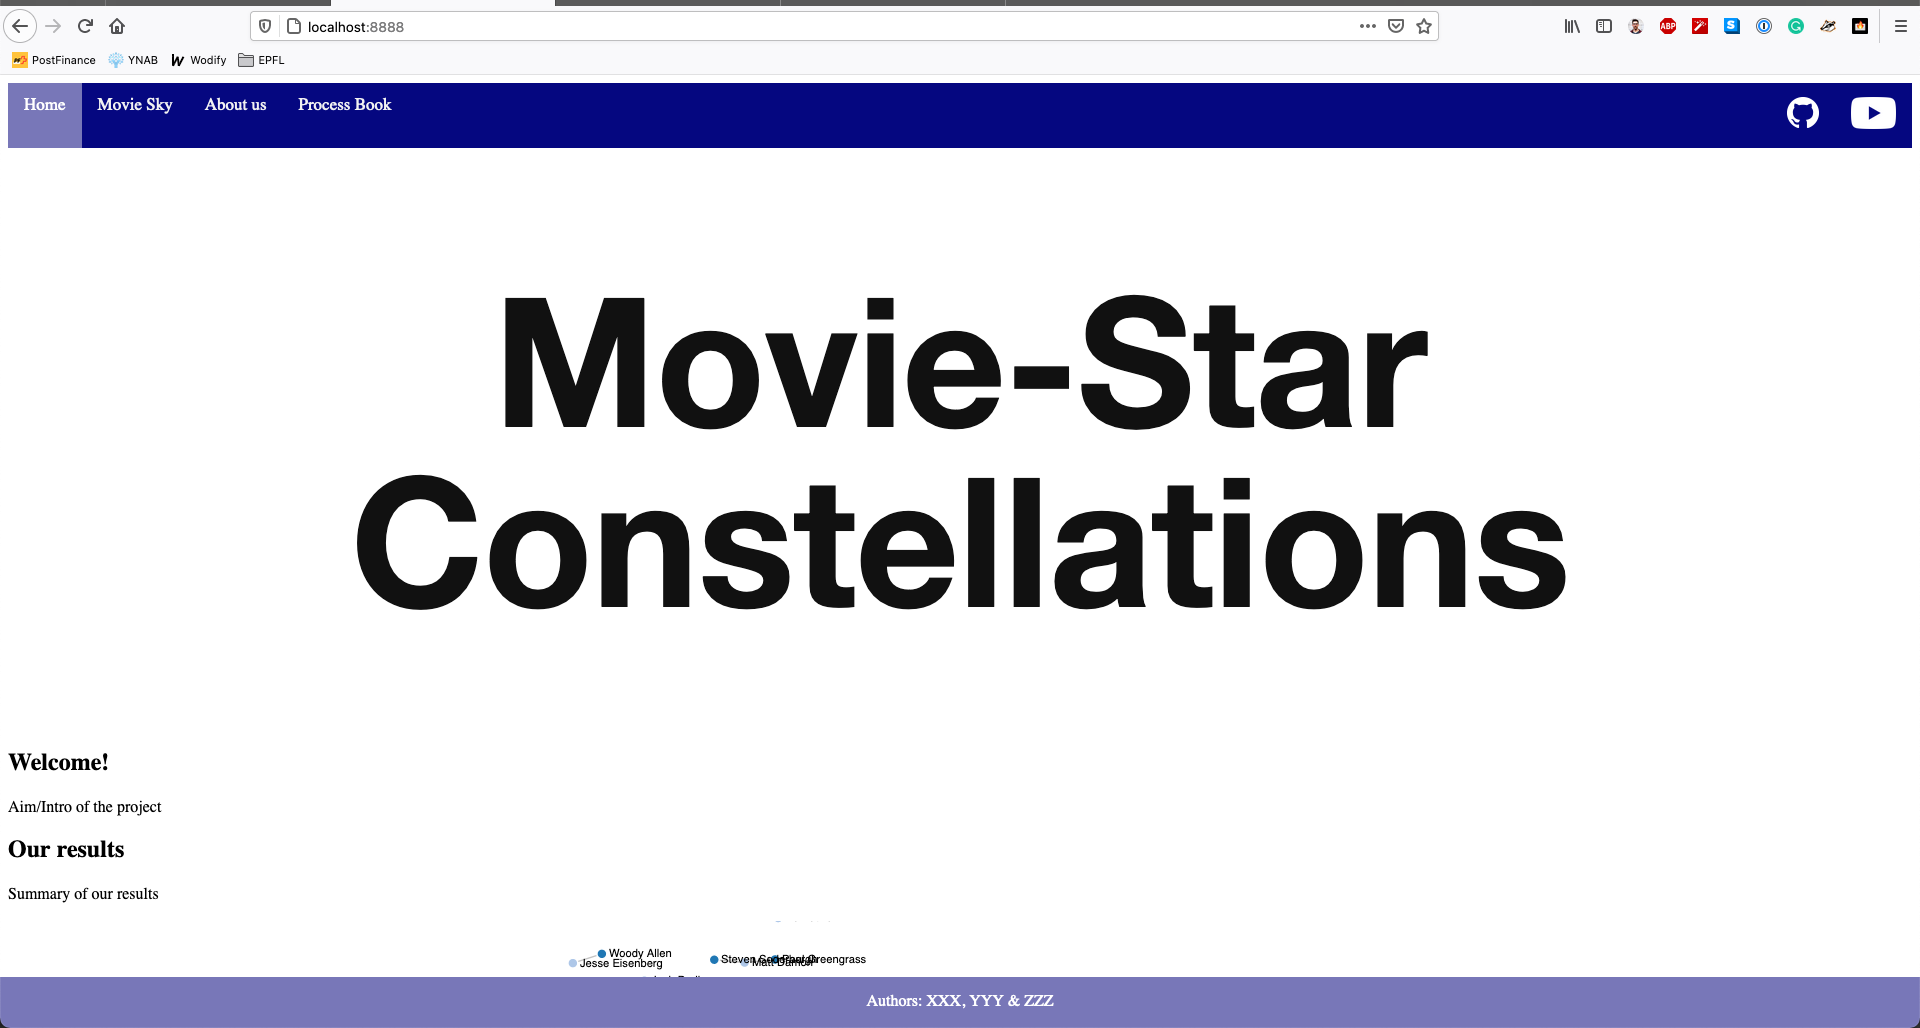 localhost:8888
ABP
PostFinance YNAB Wodify EPFL
Home Movie Sky About us Process Book
Movie-Star
Constellations
Welcome!
Aim/Intro of the project
Our results
Summary of our results
Woody Allen
Jesse Eisenberg
Steven
Greengrass
Matt Damon
Authors: XXX, YYY & ZZZ